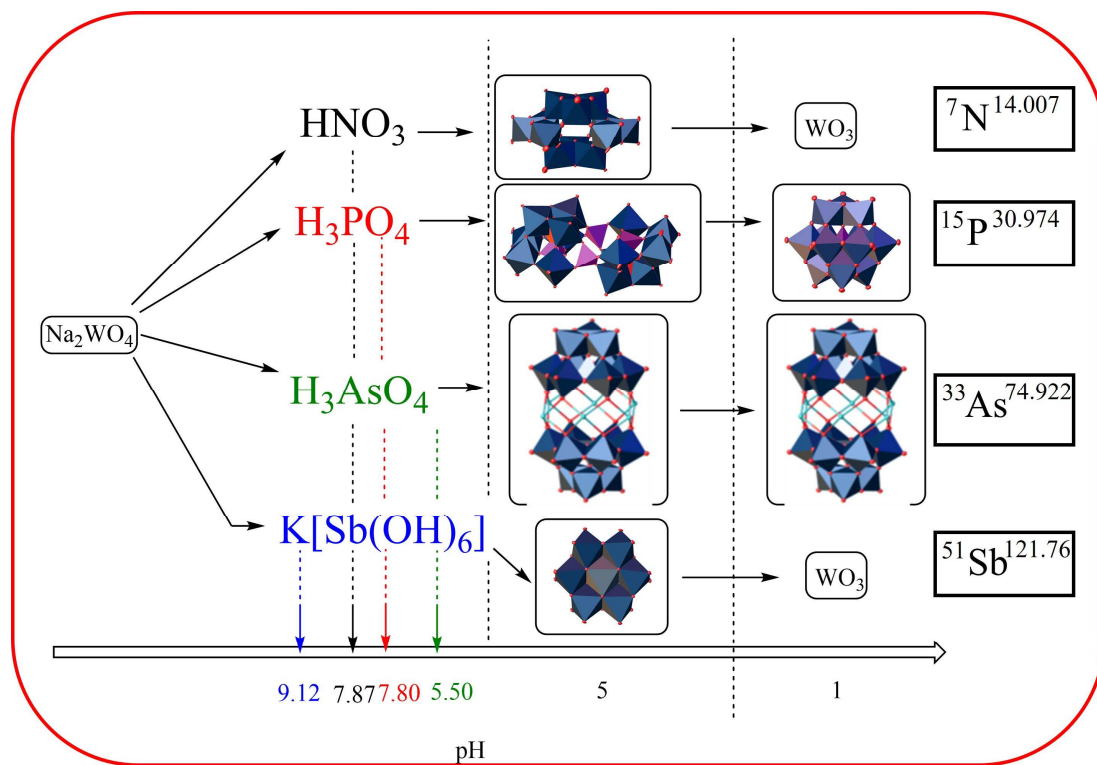 HNO₃
WO₃
⁷N¹⁴·⁰⁰⁷
H₃PO₄
¹⁵P³⁰·⁹⁷⁴
Na₂WO₄
H₃AsO₄
³³As⁷⁴·⁹²²
K[Sb(OH)₆]
WO₃
⁵¹Sb¹²¹·⁷⁶
9.12 7.87 7.80 5.50 5 1
pH